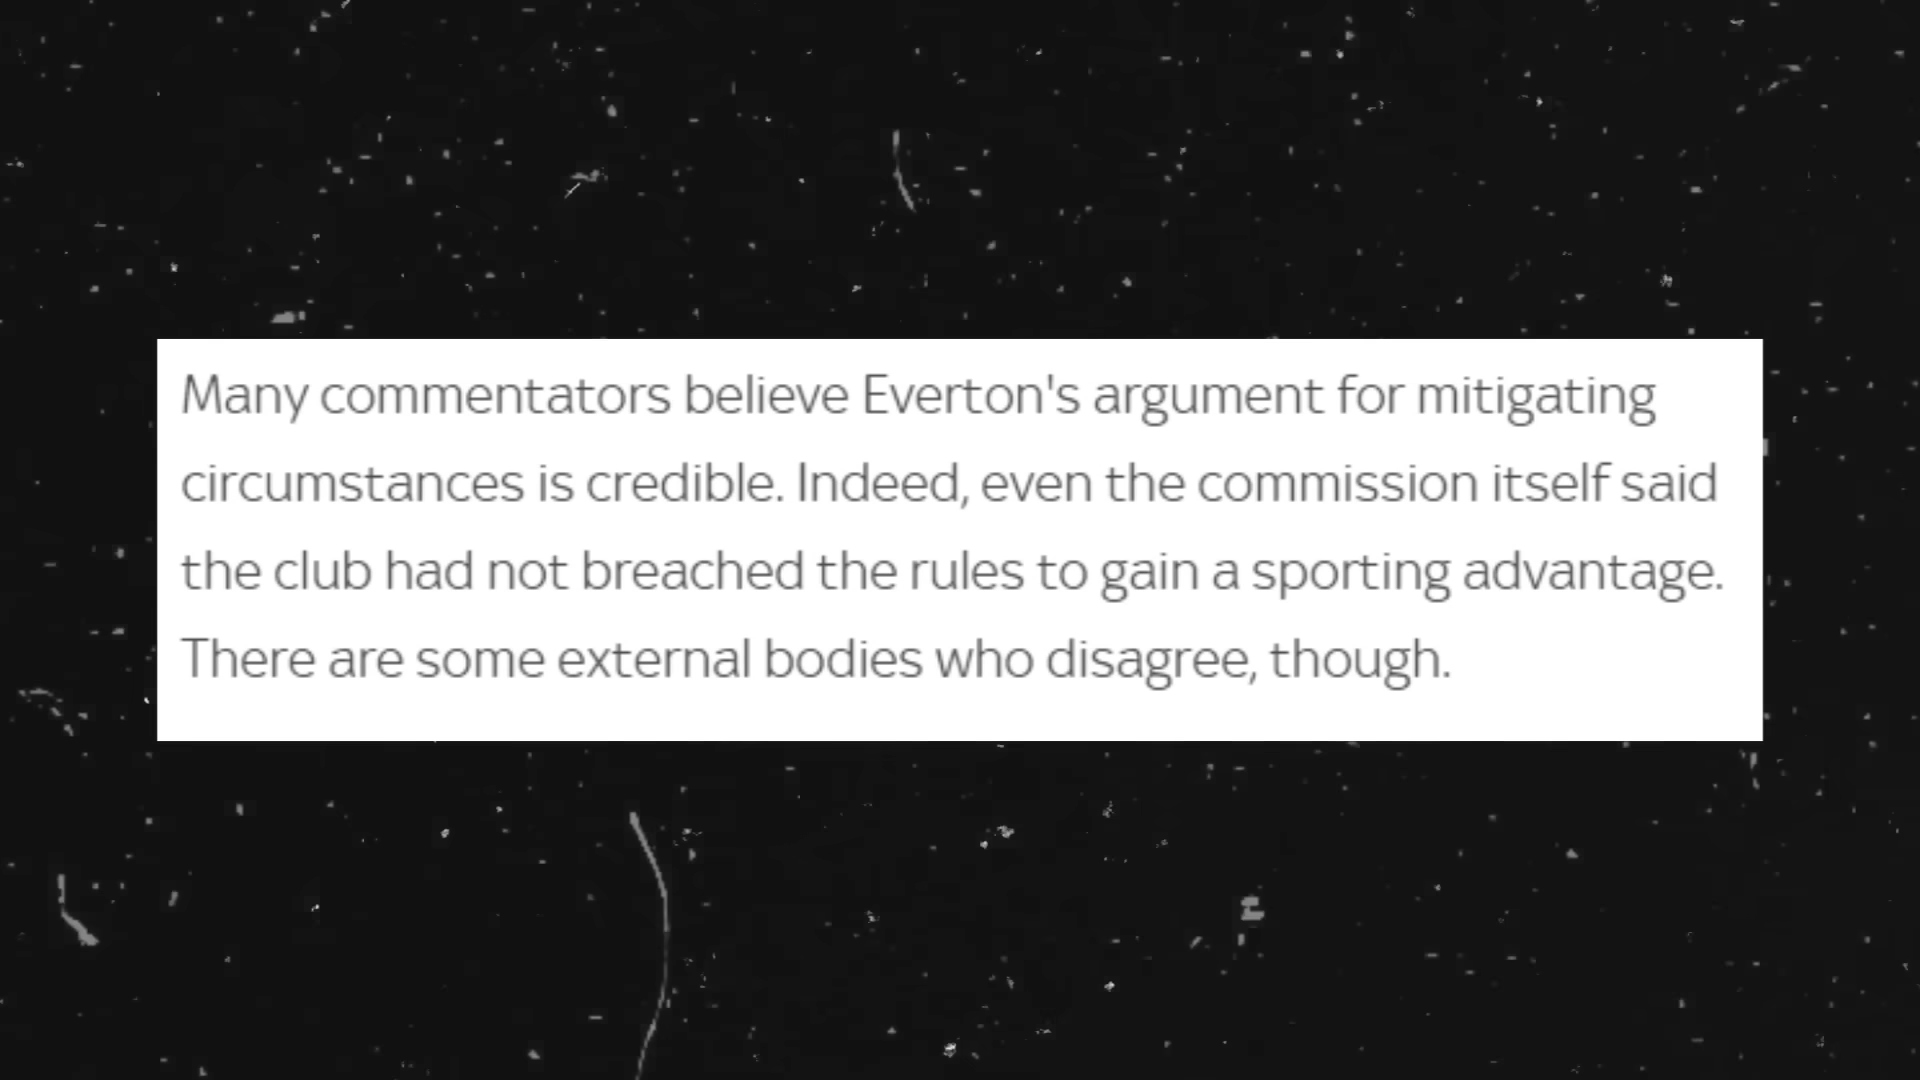 Many commentators believe Everton's argument for mitigating
circumstances is credible. Indeed, even the commission itself said
the club had not breached the rules to gain a sporting advantage.
There are some external bodies who disagree, though.